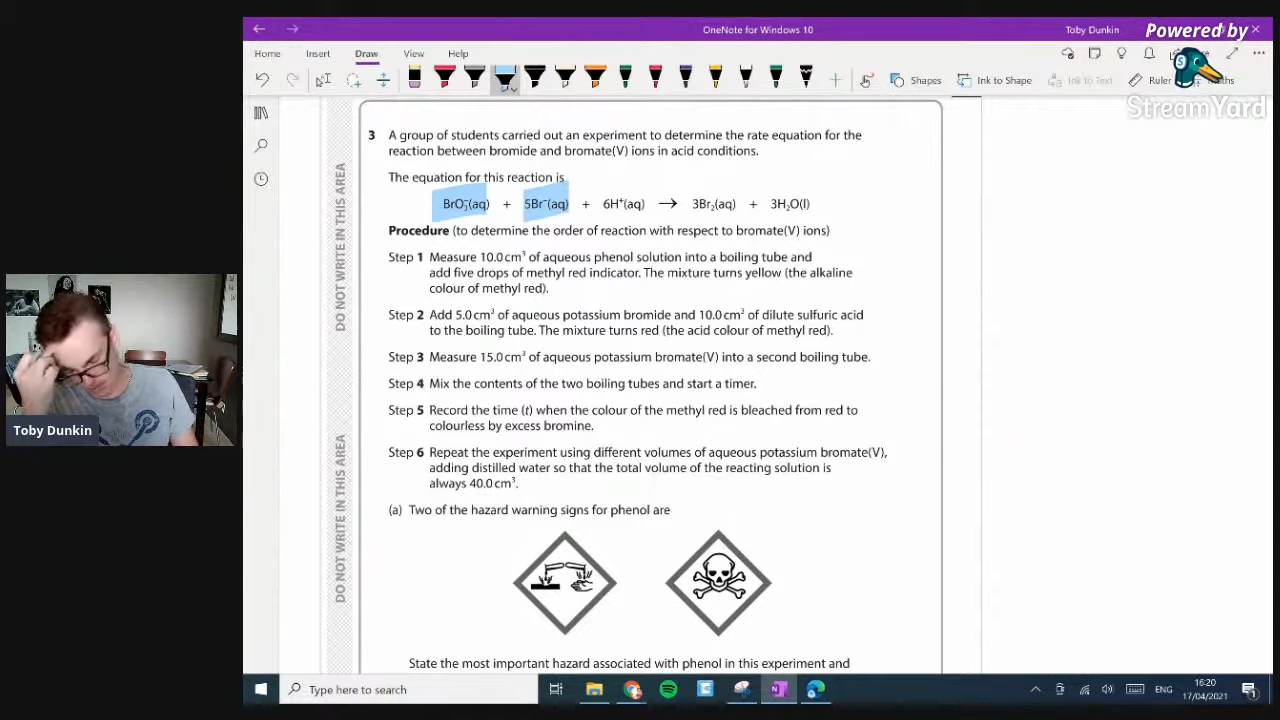 OneNote for Windows 10
Toby Dunkin
Powered by
StreamYard
Home Insert Draw View Help
Shapes Ink to Shape Ink to Text Ruler Maths
DO NOT WRITE IN THIS AREA
DO NOT WRITE IN THIS AREA
3 A group of students carried out an experiment to determine the rate equation for the
reaction between bromide and bromate(V) ions in acid conditions.
The equation for this reaction is
BrO₃⁻(aq) + 5Br⁻(aq) + 6H⁺(aq) → 3Br₂(aq) + 3H₂O(l)
Procedure (to determine the order of reaction with respect to bromate(V) ions)
Step 1 Measure 10.0 cm³ of aqueous phenol solution into a boiling tube and
add five drops of methyl red indicator. The mixture turns yellow (the alkaline
colour of methyl red).
Step 2 Add 5.0 cm³ of aqueous potassium bromide and 10.0 cm³ of dilute sulfuric acid
to the boiling tube. The mixture turns red (the acid colour of methyl red).
Step 3 Measure 15.0 cm³ of aqueous potassium bromate(V) into a second boiling tube.
Step 4 Mix the contents of the two boiling tubes and start a timer.
Step 5 Record the time (t) when the colour of the methyl red is bleached from red to
colourless by excess bromine.
Step 6 Repeat the experiment using different volumes of aqueous potassium bromate(V),
adding distilled water so that the total volume of the reacting solution is
always 40.0 cm³.
(a) Two of the hazard warning signs for phenol are
State the most important hazard associated with phenol in this experiment and
Toby Dunkin
Type here to search
ENG
16:20
17/04/2021